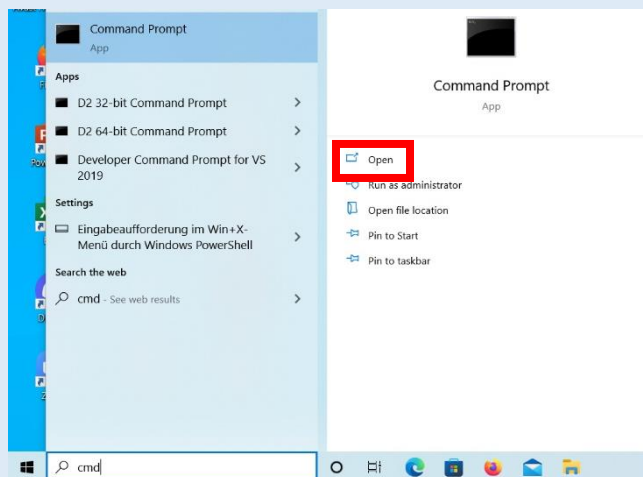 Command Prompt
App
Apps
D2 32-bit Command Prompt
D2 64-bit Command Prompt
Developer Command Prompt for VS
2019
Settings
Eingabeaufforderung im Win+X-
Menü durch Windows PowerShell
Search the web
cmd - See web results
cmd
Command Prompt
App
Open
Run as administrator
Open file location
Pin to Start
Pin to taskbar